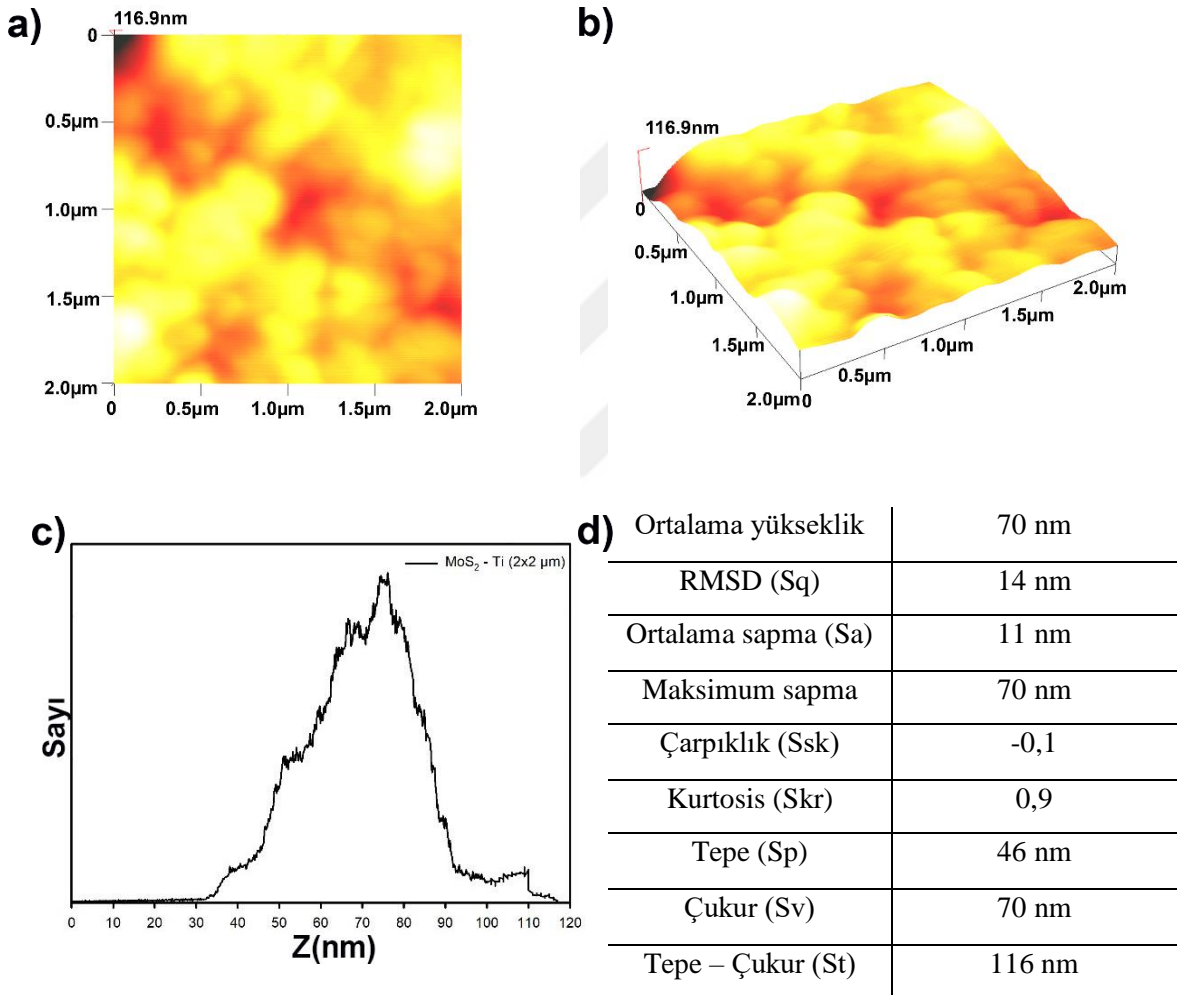 a)
116.9nm
0
0.5µm
1.0µm
1.5µm
2.0µm
0 0.5µm 1.0µm 1.5µm 2.0µm
b)
116.9nm
0
0.5µm
1.0µm
1.5µm
2.0µm
0
0.5µm
1.0µm
1.5µm
2.0µm
c)
MoS₂ - Ti (2x2 µm)
Sayı
0 10 20 30 40 50 60 70 80 90 100 110 120
Z(nm)
d)
Ortalama yükseklik 70 nm
RMSD (Sq) 14 nm
Ortalama sapma (Sa) 11 nm
Maksimum sapma 70 nm
Çarpıklık (Ssk) -0,1
Kurtosis (Skr) 0,9
Tepe (Sp) 46 nm
Çukur (Sv) 70 nm
Tepe – Çukur (St) 116 nm